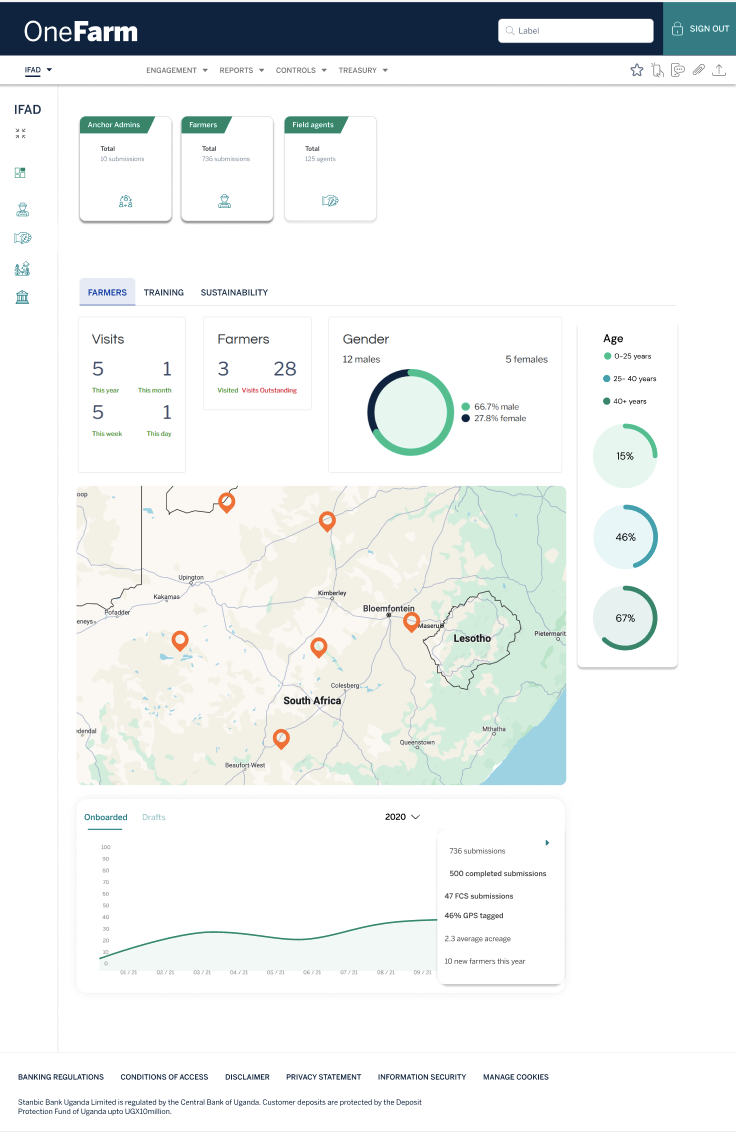 OneFarm
Label
SIGN OUT
IFAD
ENGAGEMENT
REPORTS
CONTROLS
TREASURY
IFAD
Anchor Admins
Total
10 submissions
Farmers
Total
736 submissions
Field agents
Total
125 agents
FARMERS
TRAINING
SUSTAINABILITY
Visits
5 1
This year This month
5 1
This week This day
Farmers
3 28
Visited Visits Outstanding
Gender
12 males 5 females
66.7% male
27.8% female
Age
0-25 years
25- 40 years
40+ years
15%
46%
67%
oop
Upington
Kakamas
Pofadder
eneys
Kimberley
Bloemfontein
Maseru
Lesotho
Pietermarit
Colesberg
South Africa
dendal
Mthatha
Queenstown
Beaufort West
Onboarded
Drafts
2020
100
90
80
70
60
50
40
30
20
10
0
01 / 21 02 / 21 03 / 21 04 / 21 05 / 21 06 / 21 07 / 21 08 / 21 09 / 21
736 submissions
500 completed submissions
47 FCS submissions
46% GPS tagged
2.3 average acreage
10 new farmers this year
BANKING REGULATIONS CONDITIONS OF ACCESS DISCLAIMER PRIVACY STATEMENT INFORMATION SECURITY MANAGE COOKIES
Stanbic Bank Uganda Limited is regulated by the Central Bank of Uganda. Customer deposits are protected by the Deposit
Protection Fund of Uganda upto UGX10million.